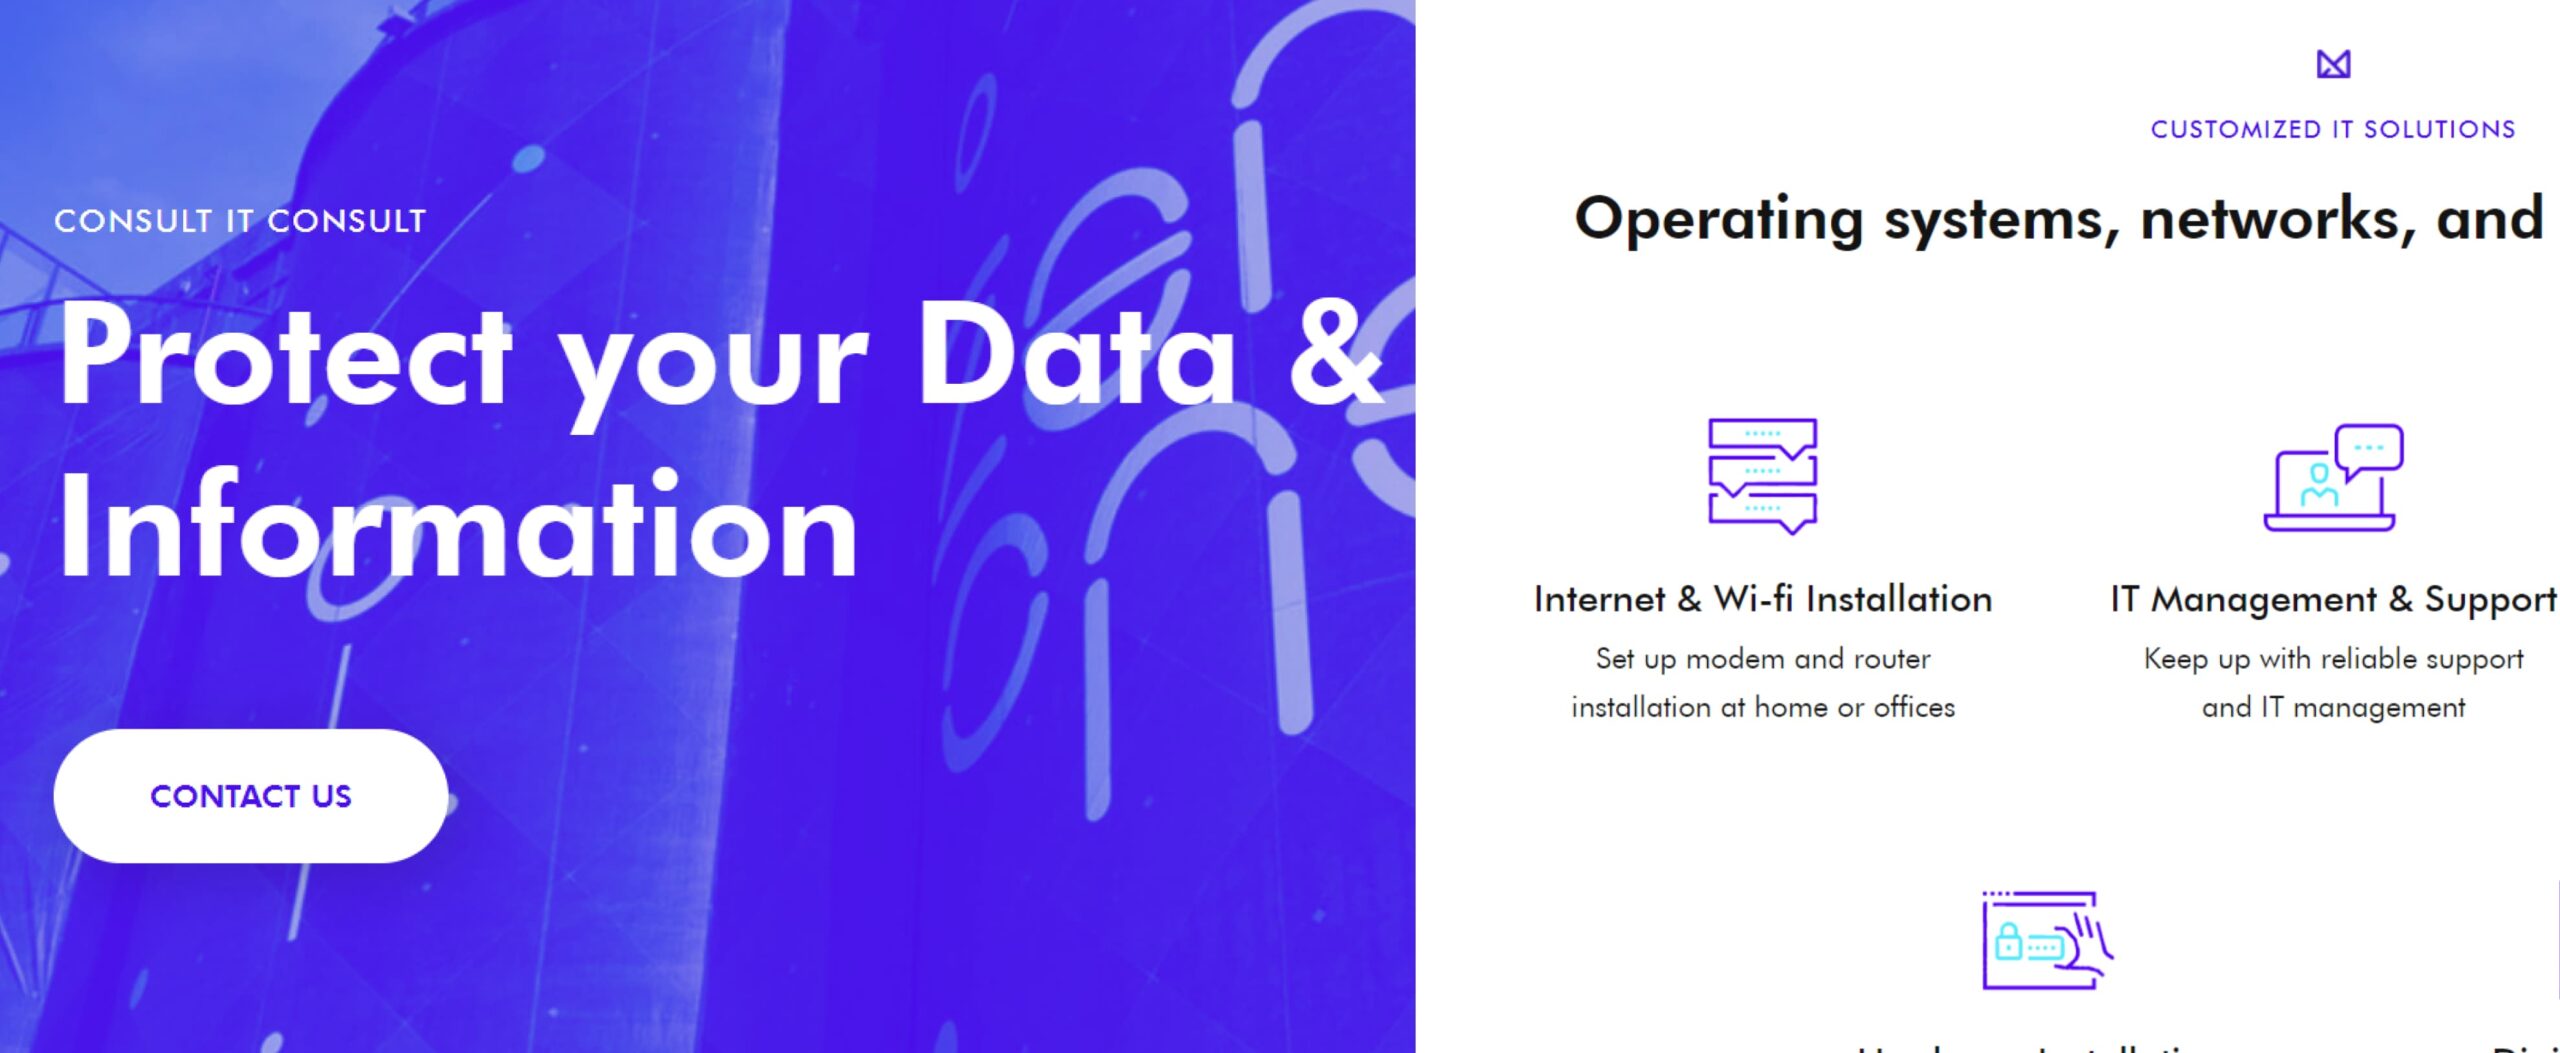 CONSULT IT CONSULT
Protect your Data &
Information
CONTACT US
CUSTOMIZED IT SOLUTIONS
Operating systems, networks, and
Internet & Wi-fi Installation
Set up modem and router
installation at home or offices
IT Management & Support
Keep up with reliable support
and IT management